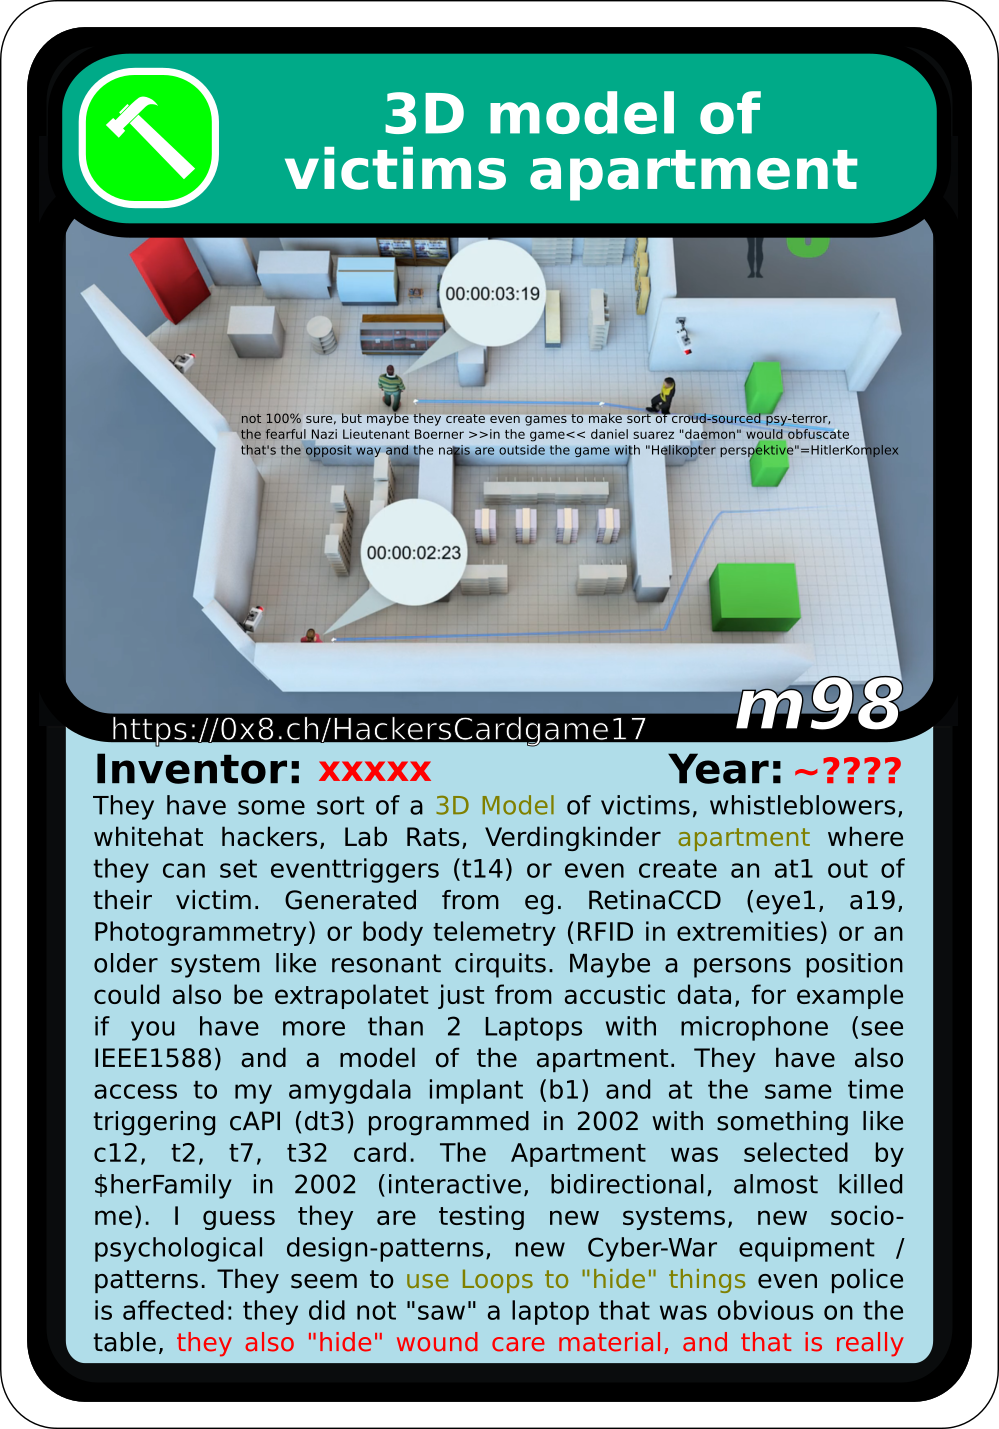 3D model of
victims apartment
00:00:03:19
not 100% sure, but maybe they create even games to make sort of croud-sourced psy-terror,
the fearful Nazi Lieutenant Boerner >>in the game<< daniel suarez "daemon" would obfuscate
that's the opposit way and the nazis are outside the game with "Helikopter perspektive"=HitlerKomplex
00:00:02:23
m98
https://0x8.ch/HackersCardgame17
Inventor: xxxxx Year: ~????
They have some sort of a 3D Model of victims, whistleblowers,
whitehat hackers, Lab Rats, Verdingkinder apartment where
they can set eventtriggers (t14) or even create an at1 out of
their victim. Generated from eg. RetinaCCD (eye1, a19,
Photogrammetry) or body telemetry (RFID in extremities) or an
older system like resonant cirquits. Maybe a persons position
could also be extrapolatet just from accustic data, for example
if you have more than 2 Laptops with microphone (see
IEEE1588) and a model of the apartment. They have also
access to my amygdala implant (b1) and at the same time
triggering cAPI (dt3) programmed in 2002 with something like
c12, t2, t7, t32 card. The Apartment was selected by
$herFamily in 2002 (interactive, bidirectional, almost killed
me). I guess they are testing new systems, new socio-
psychological design-patterns, new Cyber-War equipment /
patterns. They seem to use Loops to "hide" things even police
is affected: they did not "saw" a laptop that was obvious on the
table, they also "hide" wound care material, and that is really